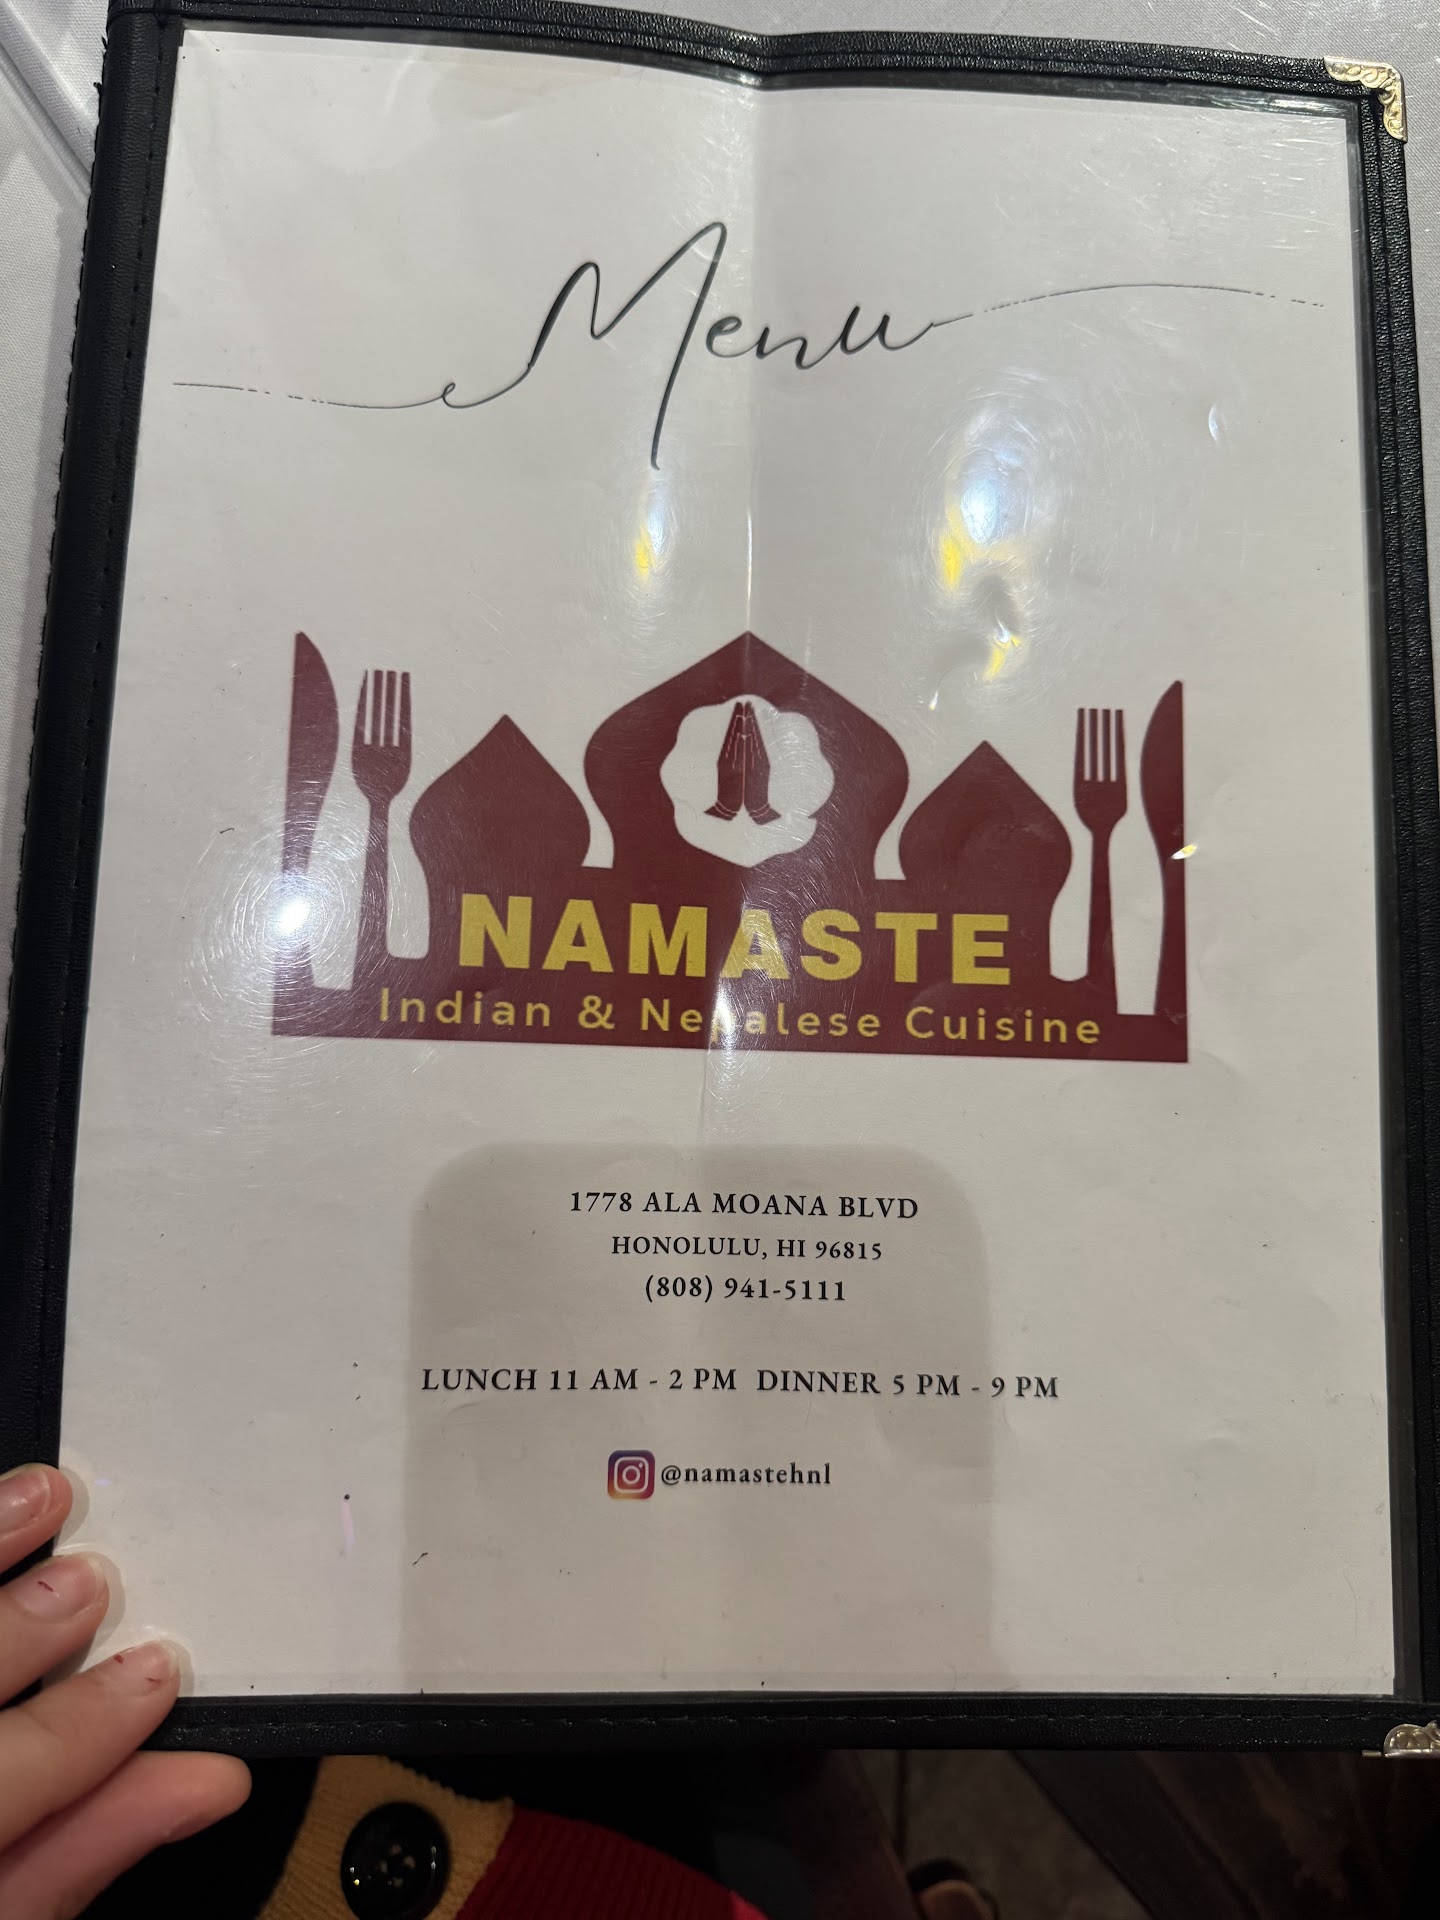 Menu
NAMASTE
Indian & Nepalese Cuisine
1778 ALA MOANA BLVD
HONOLULU, HI 96815
(808) 941-5111
LUNCH 11 AM - 2 PM DINNER 5 PM - 9 PM
@namastehnl